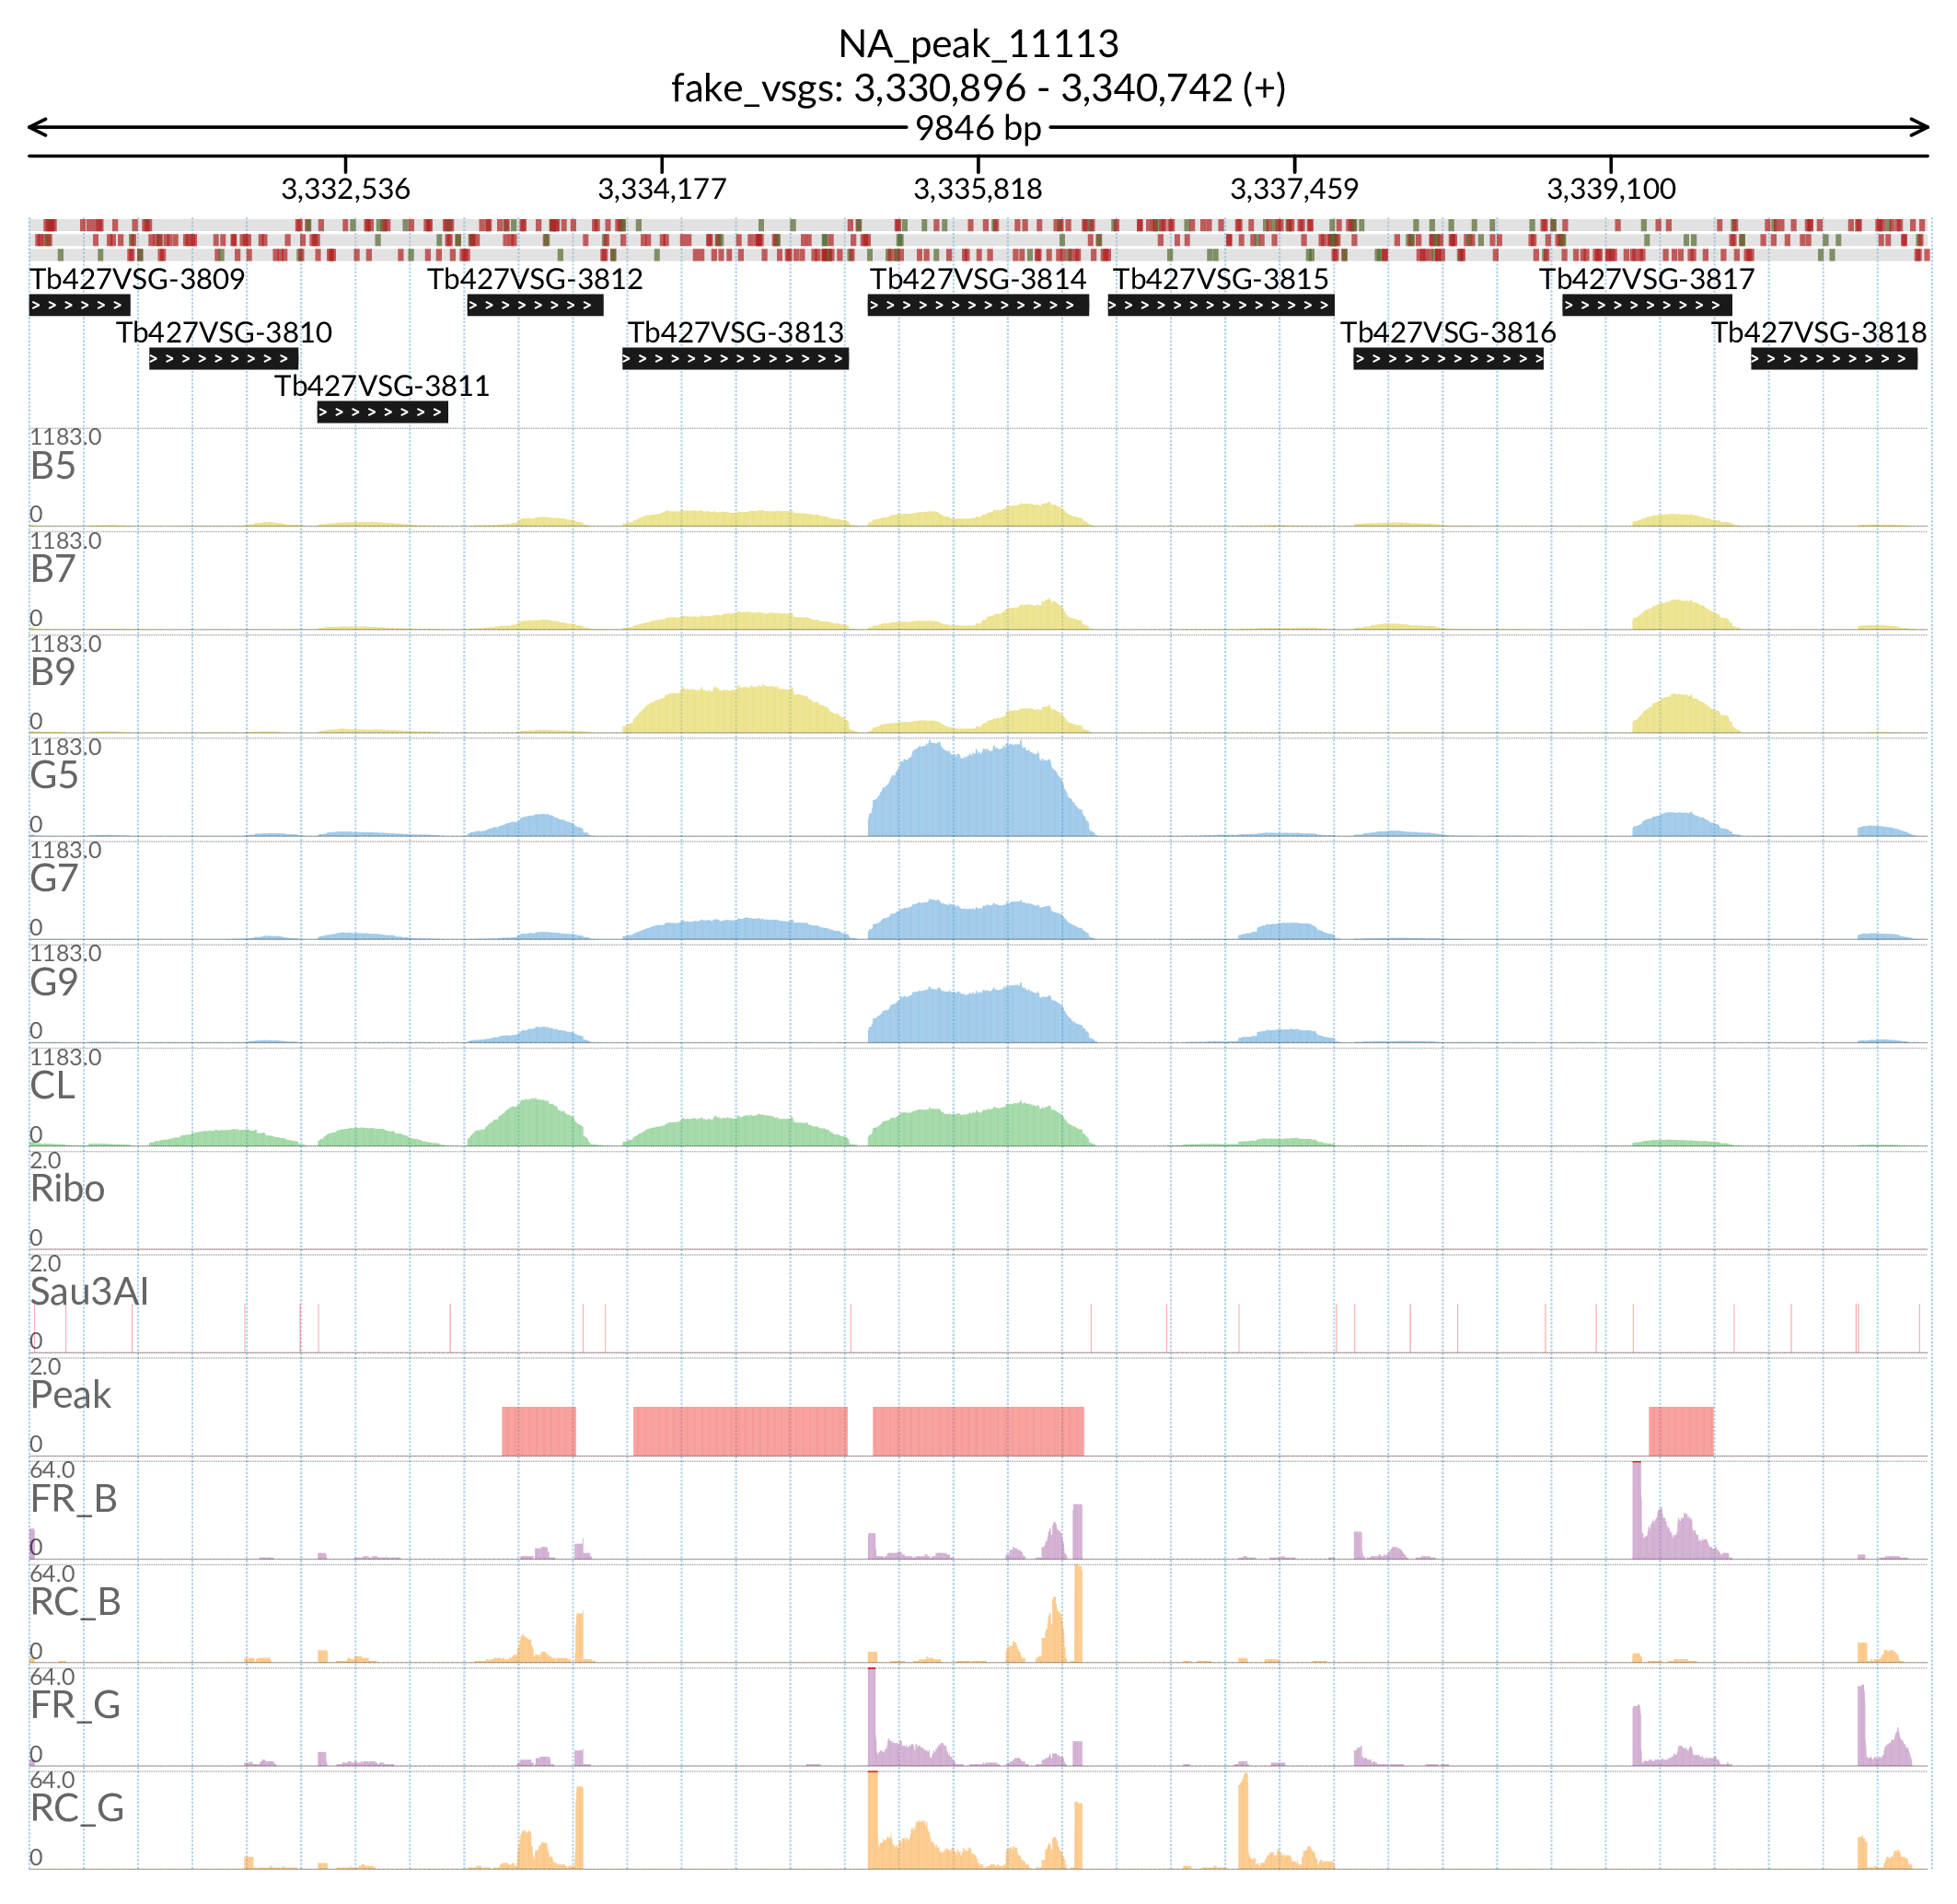 NA_peak_11113
fake_vsgs: 3,330,896 - 3,340,742 (+)
9846 bp
3,332,536 3,334,177 3,335,818 3,337,459 3,339,100
Tb427VSG-3809 Tb427VSG-3812 Tb427VSG-3814 Tb427VSG-3815 Tb427VSG-3817
Tb427VSG-3810 Tb427VSG-3813 Tb427VSG-3816 Tb427VSG-3818
Tb427VSG-3811
1183.0
B5
0
1183.0
B7
0
1183.0
B9
0
1183.0
G5
0
1183.0
G7
0
1183.0
G9
0
1183.0
CL
0
2.0
Ribo
0
2.0
Sau3AI
0
2.0
Peak
0
64.0
FR_B
0
64.0
RC_B
0
64.0
FR_G
0
64.0
RC_G
0